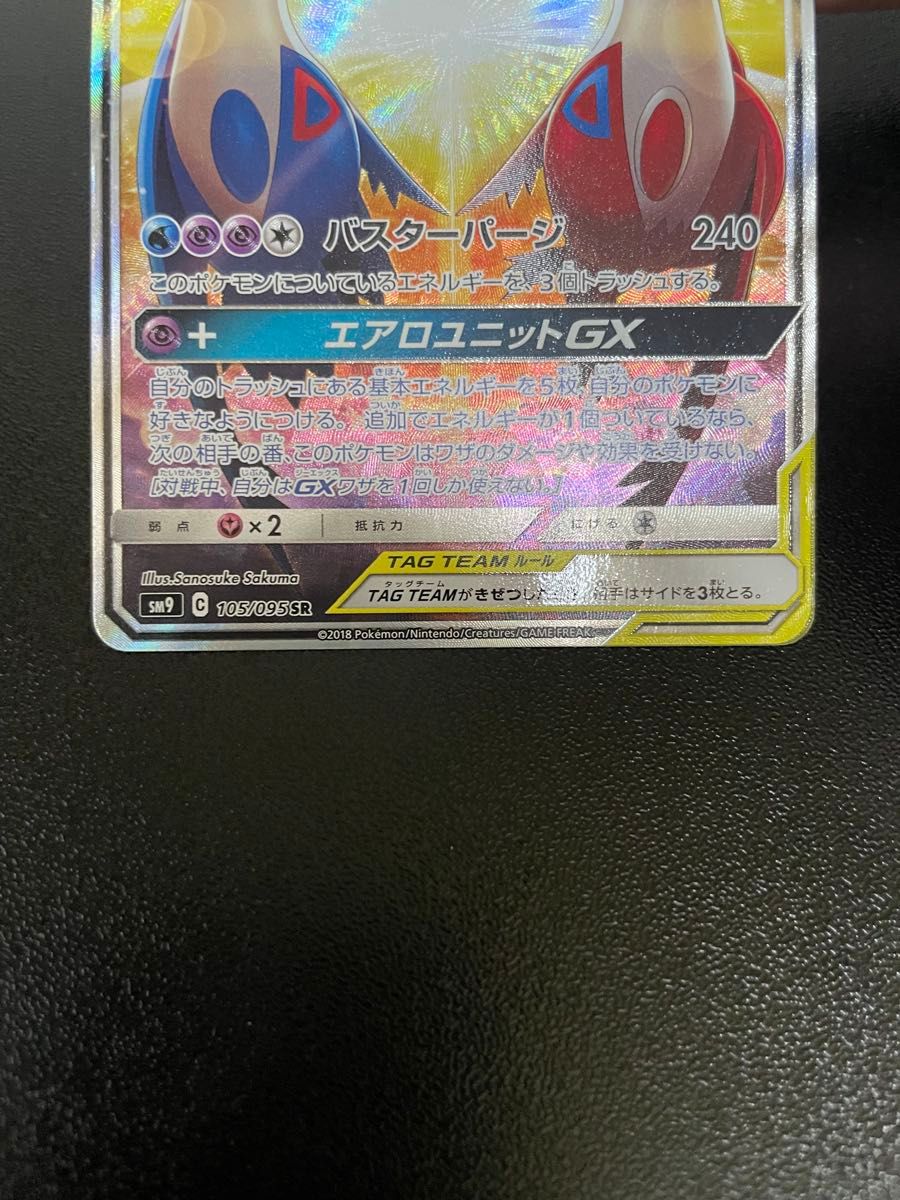 バスターパージ 240
このポケモンについているエネルギーを、3個トラッシュする。
+ エアロユニットGX
自分のトラッシュにある基本エネルギーを5枚、自分のポケモンに
好きなようにつける。追加でエネルギーが1個ついているなら、
次の相手の番、このポケモンはワザのダメージや効果を受けない。
[対戦中、自分はGXワザを1回しか使えない。]
弱点 ×2 抵抗力 にげる
TAG TEAM ルール
Illus.Sanosuke Sakuma
TAG TEAMがきぜつした 相手はサイドを3枚とる。
SM9 C 105/095 SR
©2018 Pokémon/Nintendo/Creatures/GAME FREAK.